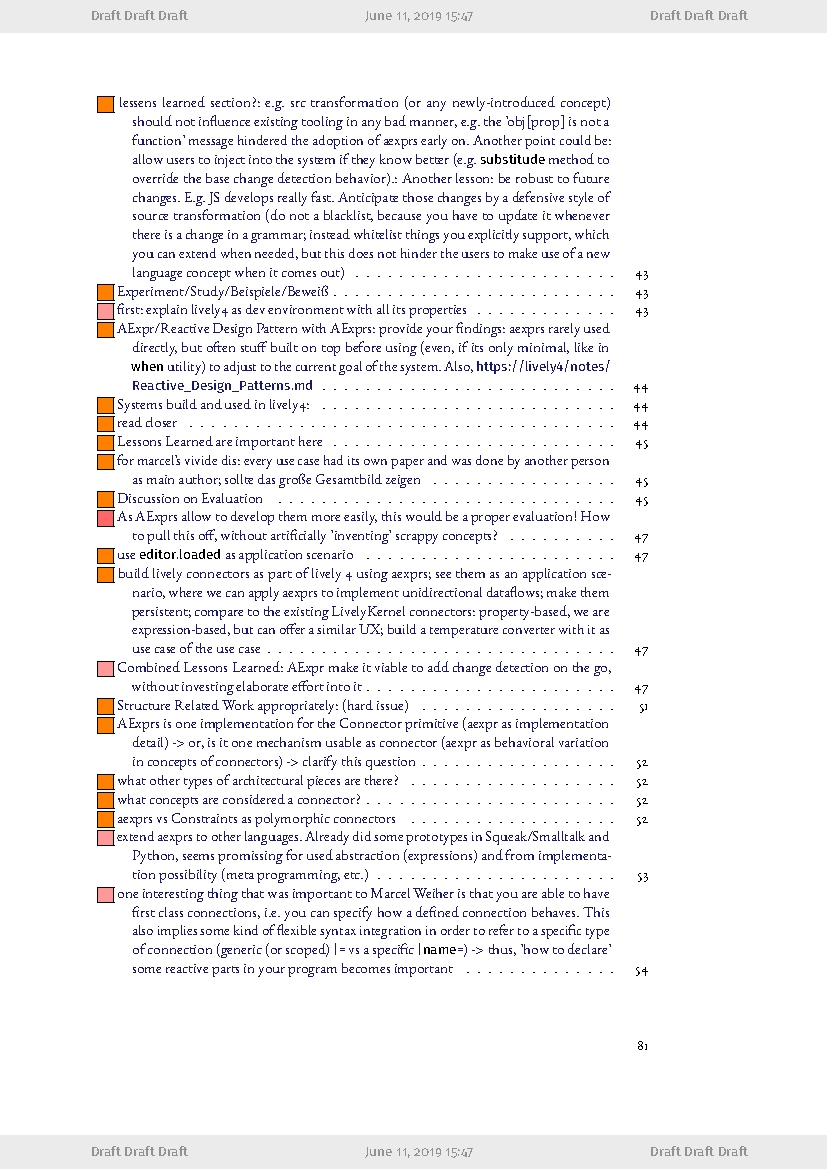 Draft Draft Draft June 11, 2019 15:47 Draft Draft Draft
lessens learned section?: e.g. src transformation (or any newly-introduced concept)
should not influence existing tooling in any bad manner, e.g. the 'obj[prop] is not a
function' message hindered the adoption of aexprs early on. Another point could be:
allow users to inject into the system if they know better (e.g. substitude method to
override the base change detection behavior).: Another lesson: be robust to future
changes. E.g. JS develops really fast. Anticipate those changes by a defensive style of
source transformation (do not a blacklist, because you have to update it whenever
there is a change in a grammar; instead whitelist things you explicitly support, which
you can extend when needed, but this does not hinder the users to make use of a new
language concept when it comes out) . . . . . . . . . . . . . . . . . . . . . . . . 43
Experiment/Study/Beispiele/Beweiß . . . . . . . . . . . . . . . . . . . . . . . . . . 43
first: explain lively4 as dev environment with all its properties . . . . . . . . . . . . . 43
AExpr/Reactive Design Pattern with AExprs: provide your findings: aexprs rarely used
directly, but often stuff built on top before using (even, if its only minimal, like in
when utility) to adjust to the current goal of the system. Also, https://lively4/notes/
Reactive_Design_Patterns.md . . . . . . . . . . . . . . . . . . . . . . . . . . . 44
Systems build and used in lively4: . . . . . . . . . . . . . . . . . . . . . . . . . . . . 44
read closer . . . . . . . . . . . . . . . . . . . . . . . . . . . . . . . . . . . . . . . 44
Lessons Learned are important here . . . . . . . . . . . . . . . . . . . . . . . . . . 45
for marcel's vivide dis: every use case had its own paper and was done by another person
as main author; sollte das große Gesamtbild zeigen . . . . . . . . . . . . . . . . . 45
Discussion on Evaluation . . . . . . . . . . . . . . . . . . . . . . . . . . . . . . . 45
As AExprs allow to develop them more easily, this would be a proper evaluation! How
to pull this off, without artificially 'inventing' scrappy concepts? . . . . . . . . . . 47
use editor.loaded as application scenario . . . . . . . . . . . . . . . . . . . . . . . 47
build lively connectors as part of lively 4 using aexprs; see them as an application sce-
nario, where we can apply aexprs to implement unidirectional dataflows; make them
persistent; compare to the existing LivelyKernel connectors: property-based, we are
expression-based, but can offer a similar UX; build a temperature converter with it as
use case of the use case . . . . . . . . . . . . . . . . . . . . . . . . . . . . . . . . 47
Combined Lessons Learned: AExpr make it viable to add change detection on the go,
without investing elaborate effort into it . . . . . . . . . . . . . . . . . . . . . . . 47
Structure Related Work appropriately: (hard issue) . . . . . . . . . . . . . . . . . . 51
AExprs is one implementation for the Connector primitive (aexpr as implementation
detail) -> or, is it one mechanism usable as connector (aexpr as behavioral variation
in concepts of connectors) -> clarify this question . . . . . . . . . . . . . . . . . . 52
what other types of architectural pieces are there? . . . . . . . . . . . . . . . . . . . 52
what concepts are considered a connector? . . . . . . . . . . . . . . . . . . . . . . . 52
aexprs vs Constraints as polymorphic connectors . . . . . . . . . . . . . . . . . . . 52
extend aexprs to other languages. Already did some prototypes in Squeak/Smalltalk and
Python, seems promissing for used abstraction (expressions) and from implementa-
tion possibility (meta programming, etc.) . . . . . . . . . . . . . . . . . . . . . . . 53
one interesting thing that was important to Marcel Weiher is that you are able to have
first class connections, i.e. you can specify how a defined connection behaves. This
also implies some kind of flexible syntax integration in order to refer to a specific type
of connection (generic (or scoped) |= vs a specific |name=) -> thus, 'how to declare'
some reactive parts in your program becomes important . . . . . . . . . . . . . . 54
81
Draft Draft Draft June 11, 2019 15:47 Draft Draft Draft